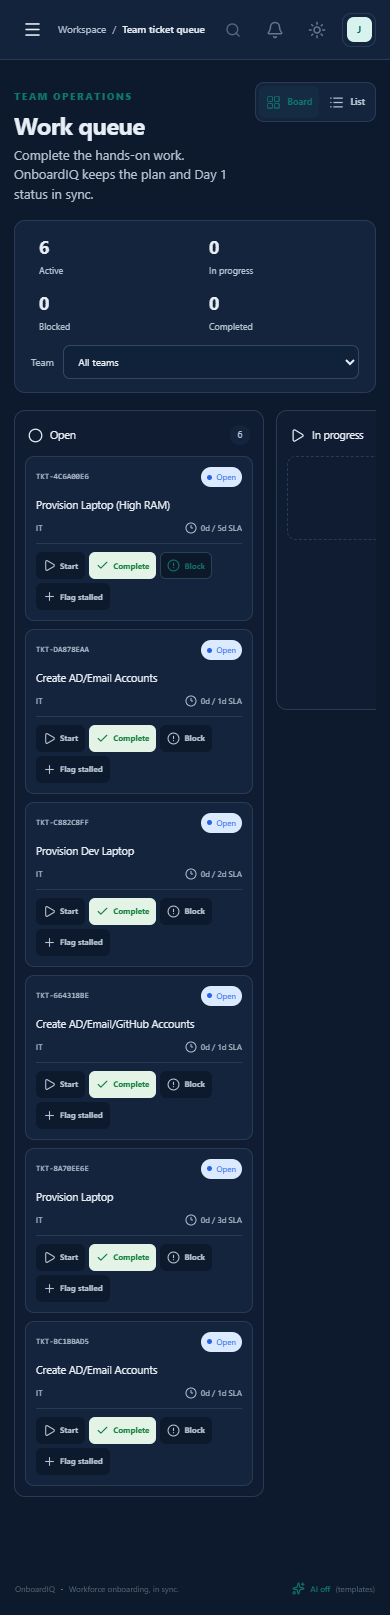 Workspace / Team ticket queue
J
TEAM OPERATIONS
Board
List
Work queue
Complete the hands-on work.
OnboardIQ keeps the plan and Day 1
status in sync.
6
0
Active
In progress
0
0
Blocked
Completed
Team
All teams
Open
6
In progress
TKT-4C6A00E6
Open
Provision Laptop (High RAM)
IT
0d / 5d SLA
Start
Complete
Block
Flag stalled
TKT-DA878EAA
Open
Create AD/Email Accounts
IT
0d / 1d SLA
Start
Complete
Block
Flag stalled
TKT-C882C8FF
Open
Provision Dev Laptop
IT
0d / 2d SLA
Start
Complete
Block
Flag stalled
TKT-664318BE
Open
Create AD/Email/GitHub Accounts
IT
0d / 1d SLA
Start
Complete
Block
Flag stalled
TKT-8A70EE6E
Open
Provision Laptop
IT
0d / 3d SLA
Start
Complete
Block
Flag stalled
TKT-BC1BBAD5
Open
Create AD/Email Accounts
IT
0d / 1d SLA
Start
Complete
Block
Flag stalled
OnboardIQ · Workforce onboarding, in sync.
AI off (templates)